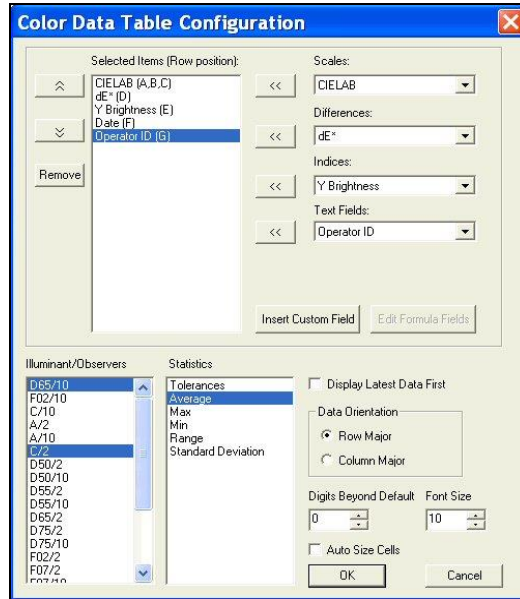 Color Data Table Configuration
Selected Items (Row position):
CIELAB (A,B,C)
dE* (D)
Y Brightness (E)
Date (F)
Operator ID (G)
Remove
<<
Scales:
CIELAB
<<
Differences:
dE*
<<
Indices:
Y Brightness
<<
Text Fields:
Operator ID
Insert Custom Field
Edit Formula Fields
Illuminant/Observers
D65/10
F02/10
C/10
A/2
A/10
C/2
D50/2
D50/10
D55/2
D55/10
D65/2
D75/2
D75/10
F02/2
F07/2
F07/10
Statistics
Tolerances
Average
Max
Min
Range
Standard Deviation
Display Latest Data First
Data Orientation
Row Major
Column Major
Digits Beyond Default
Font Size
0
10
Auto Size Cells
OK
Cancel